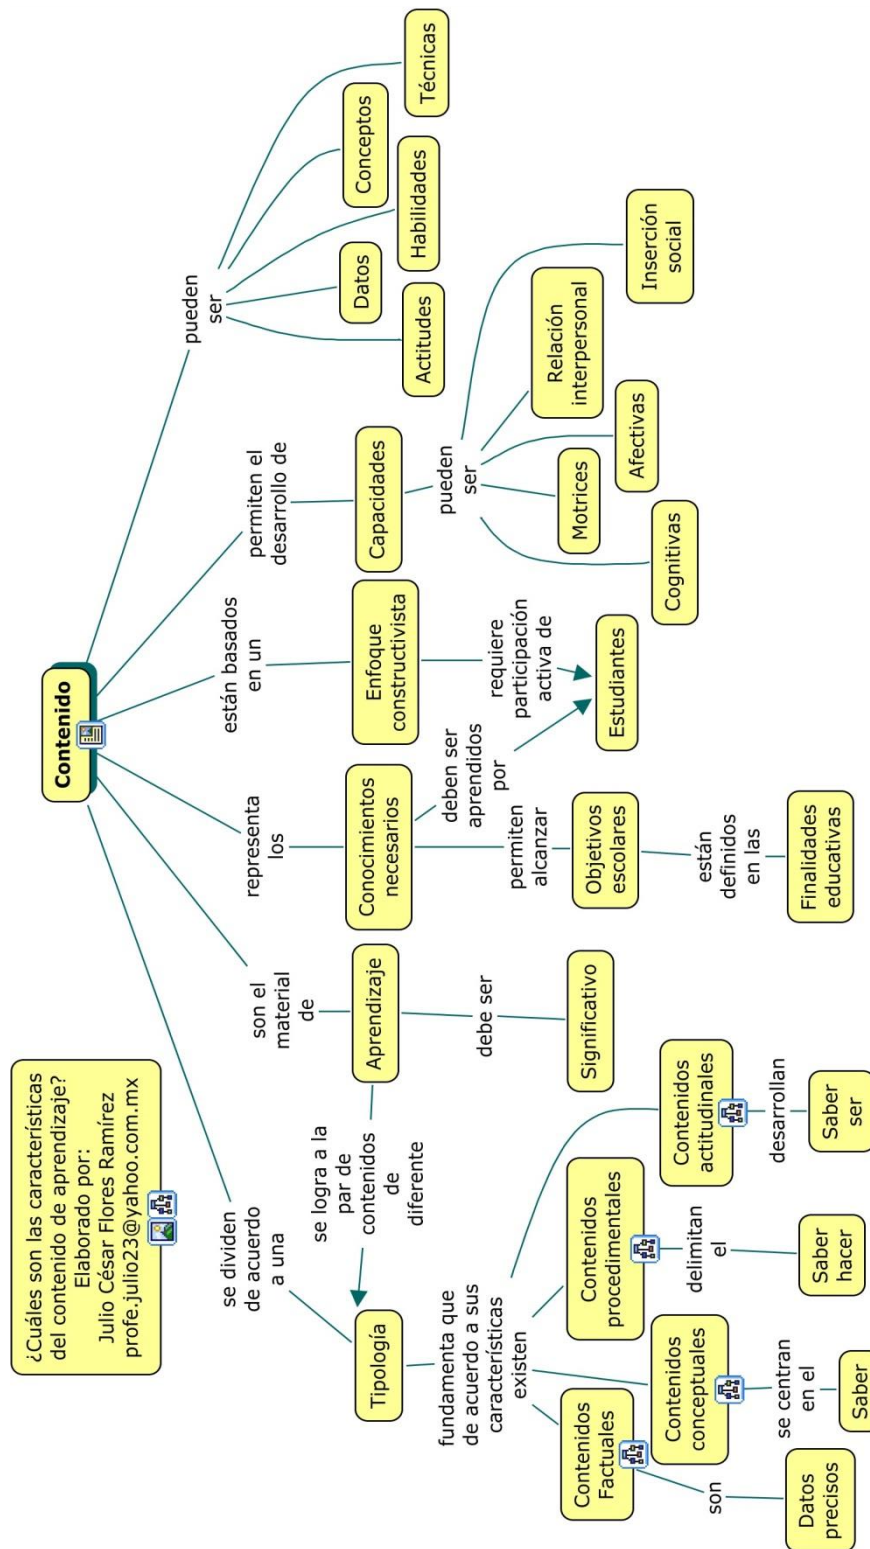 ¿Cuáles son las características
del contenido de aprendizaje?
Elaborado por:
Julio César Flores Ramírez
profe.julio23@yahoo.com.mx
Contenido
se dividen
de acuerdo
a una
son el
material
de
representa
los
están basados
en un
permiten el
desarrollo de
pueden
ser
Tipología
se logra a la
par de
contenidos
de
diferente
Aprendizaje
Conocimientos
necesarios
Enfoque
constructivista
Capacidades
Actitudes
Datos
Habilidades
Conceptos
Técnicas
fundamenta que
de acuerdo a sus
características
existen
debe ser
Significativo
permiten
alcanzar
deben ser
aprendidos
por
requiere
participación
activa de
pueden
ser
Objetivos
escolares
Estudiantes
Cognitivas
Motrices
Afectivas
Relación
interpersonal
Inserción
social
están
definidos
en las
Finalidades
educativas
Contenidos
Factuales
Contenidos
conceptuales
Contenidos
procedimentales
Contenidos
actitudinales
son
se centran
en el
delimitan
el
desarrollan
Datos
precisos
Saber
Saber
hacer
Saber
ser